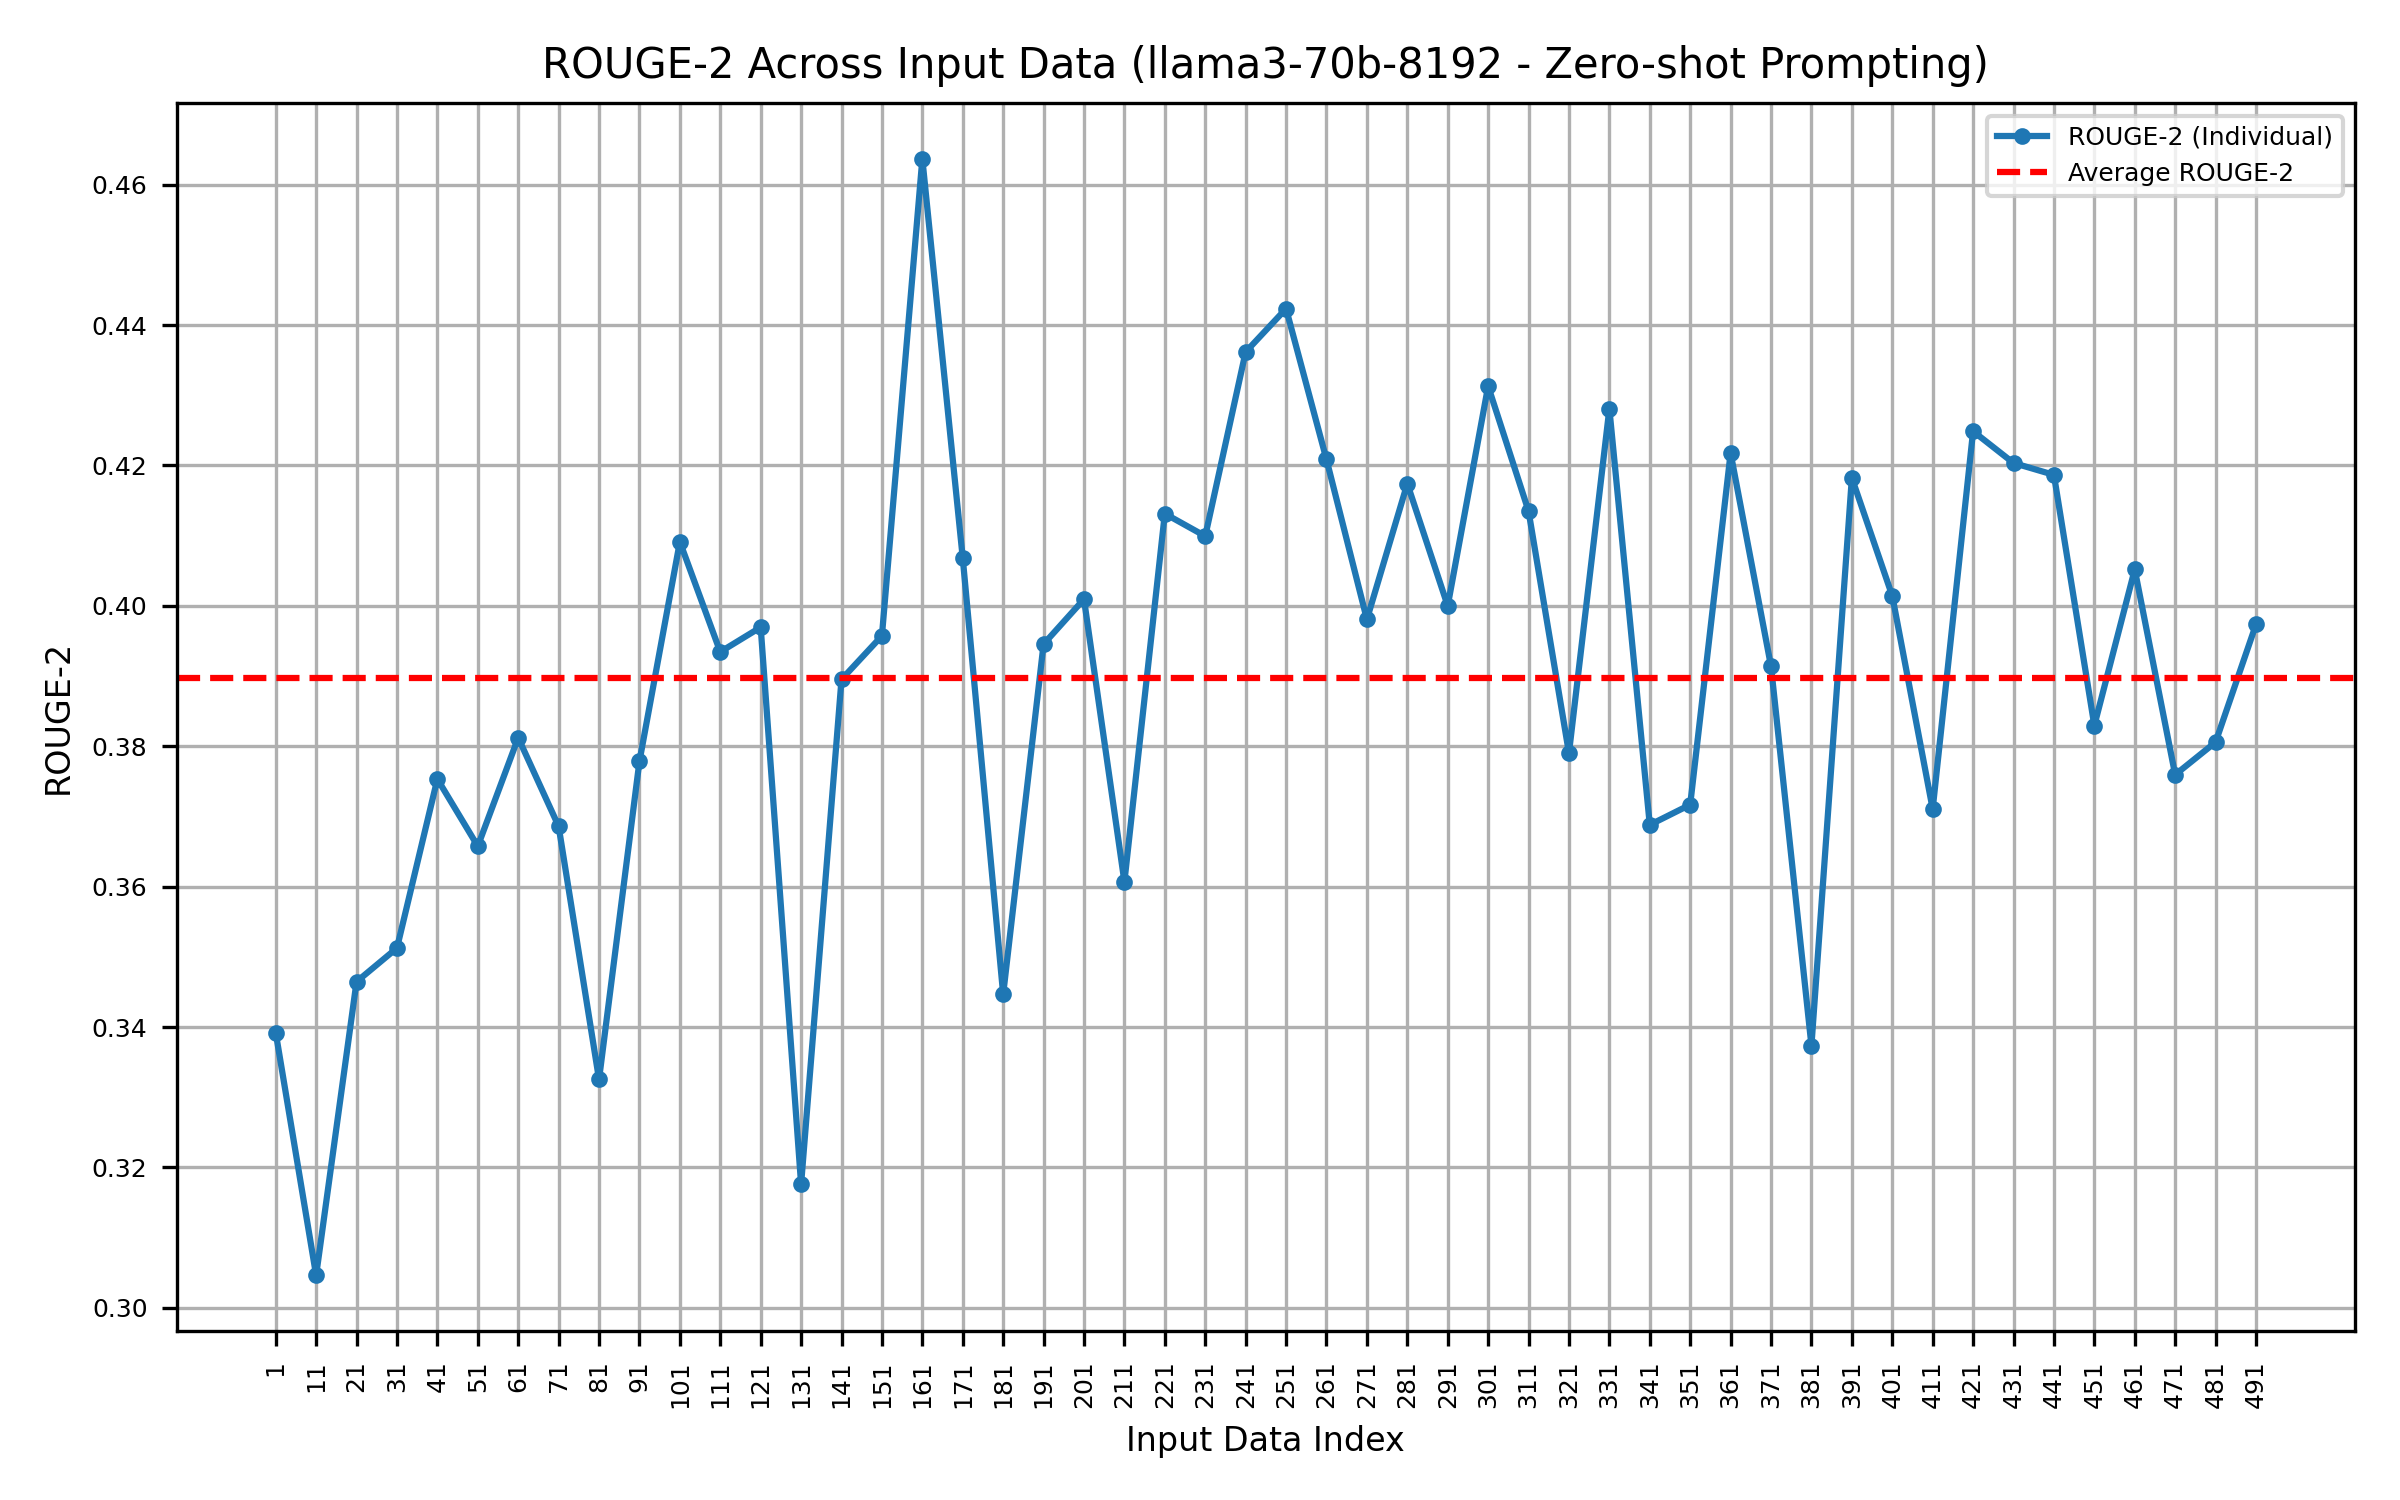 ROUGE-2 Across Input Data (llama3-70b-8192 - Zero-shot Prompting)
ROUGE-2 (Individual)
Average ROUGE-2
0.46
0.44
0.42
0.40
0.38
0.36
0.34
0.32
0.30
ROUGE-2
1 11 21 31 41 51 61 71 81 91 101 111 121 131 141 151 161 171 181 191 201 211 221 231 241 251 261 271 281 291 301 311 321 331 341 351 361 371 381 391 401 411 421 431 441 451 461 471 481 491
Input Data Index